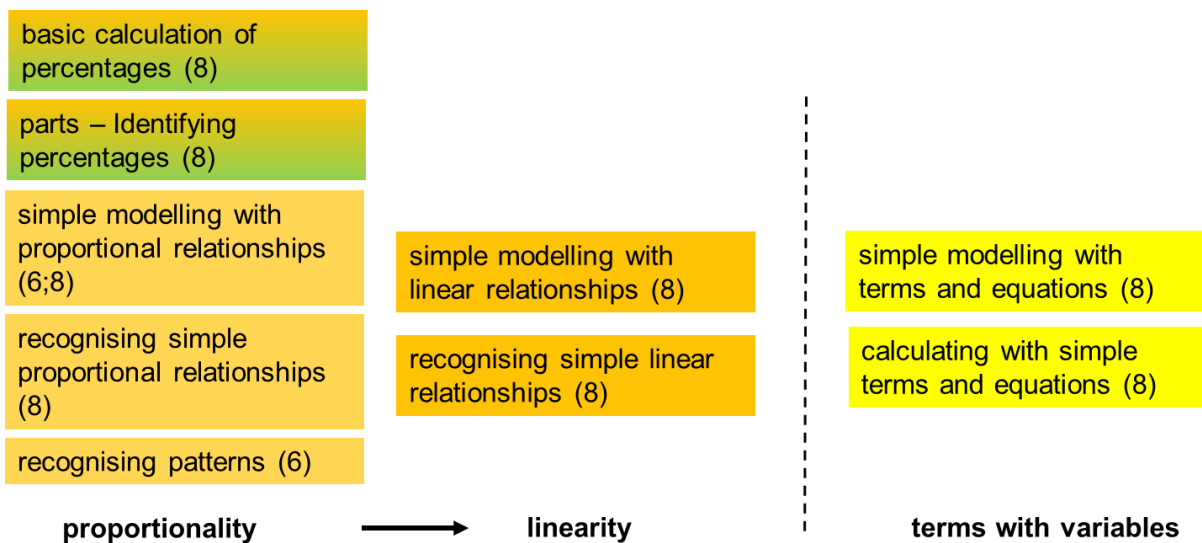 basic calculation of
percentages (8)
parts – Identifying
percentages (8)
simple modelling with
proportional relationships
(6;8)
recognising simple
proportional relationships
(8)
recognising patterns (6)
proportionality
simple modelling with
linear relationships (8)
recognising simple linear
relationships (8)
linearity
simple modelling with
terms and equations (8)
calculating with simple
terms and equations (8)
terms with variables